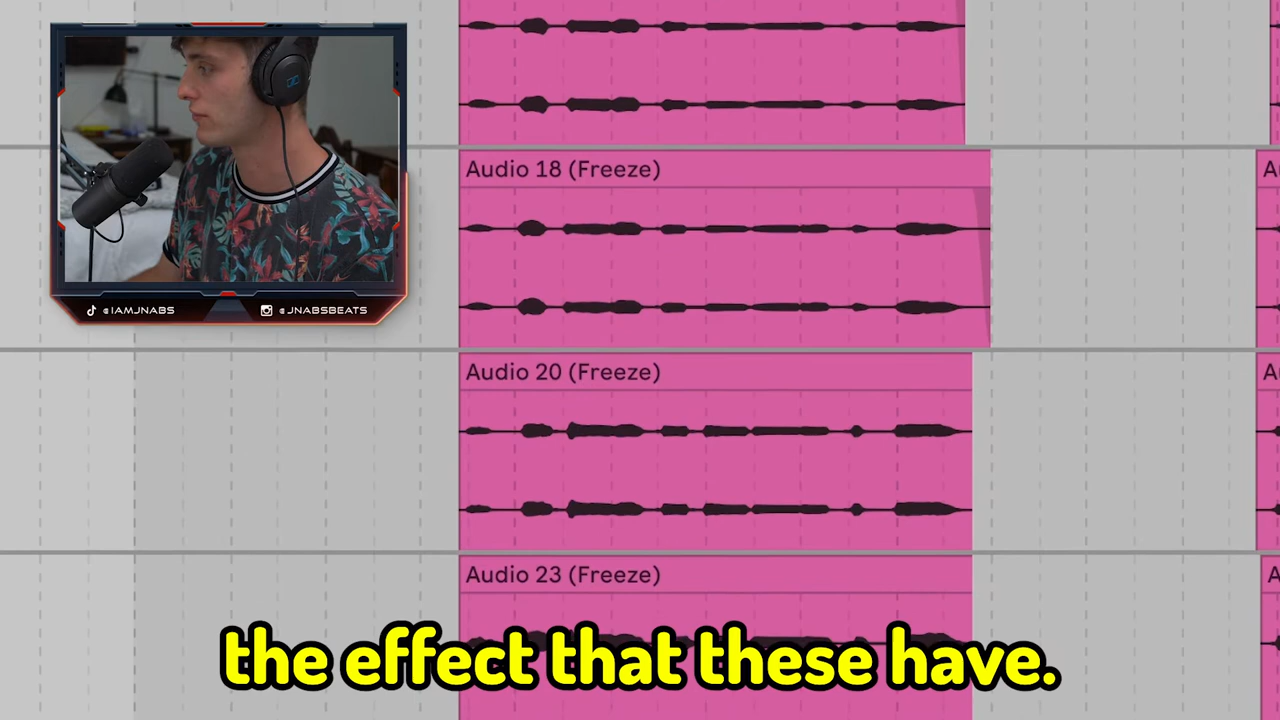 @IAMJNABS
@JNABSBEATS
Audio 18 (Freeze)
A
Audio 20 (Freeze)
A
Audio 23 (Freeze)
A
the effect that these have.